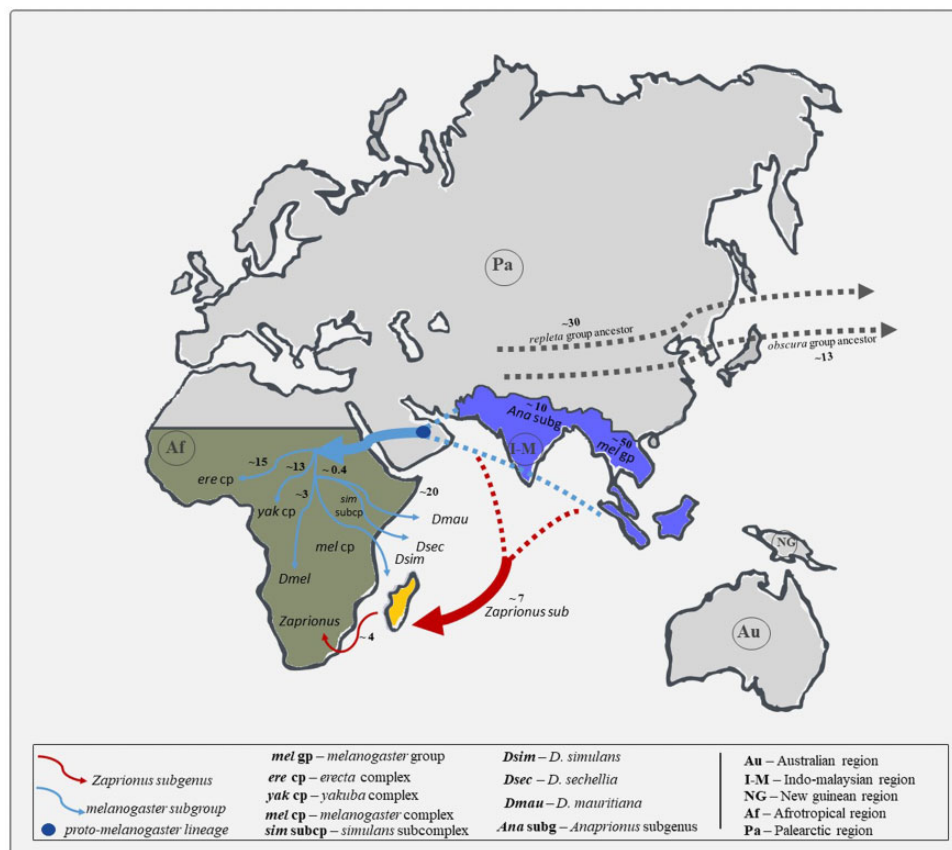 Pa
~30
repleta group ancestor
obscura group ancestor
~13
~ 10
Ana subg
I-M
~50
mel gp
Af
~15
ere cp
~13
yak cp
~ 0.4
~3
sim
subcp
~20
Dmau
Dsec
mel cp
Dsim
Dmel
Zaprionus
~ 4
~ 7
Zaprionus sub
NG
Au
Zaprionus subgenus
melanogaster subgroup
proto-melanogaster lineage
mel gp – melanogaster group
ere cp – erecta complex
yak cp – yakuba complex
mel cp – melanogaster complex
sim subcp – simulans subcomplex
Dsim – D. simulans
Dsec – D. sechellia
Dmau – D. mauritiana
Ana subg – Anaprionus subgenus
Au – Australian region
I-M – Indo-malaysian region
NG – New guinean region
Af – Afrotropical region
Pa – Palearctic region